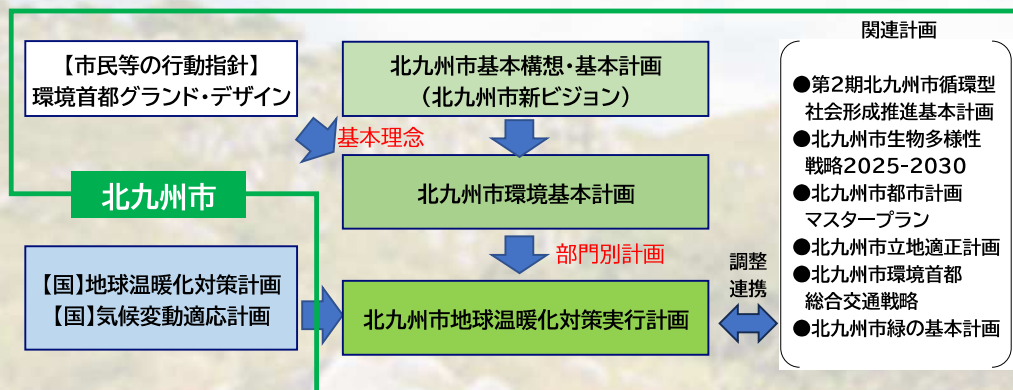 【市民等の行動指針】
環境首都グランド・デザイン
北九州市基本構想・基本計画
（北九州市新ビジョン）
基本理念
北九州市
北九州市環境基本計画
部門別計画
【国】地球温暖化対策計画
【国】気候変動適応計画
北九州市地球温暖化対策実行計画
調整
連携
関連計画
●第2期北九州市循環型
社会形成推進基本計画
●北九州市生物多様性
戦略2025-2030
●北九州市都市計画
マスタープラン
●北九州市立地適正計画
●北九州市環境首都
総合交通戦略
●北九州市緑の基本計画